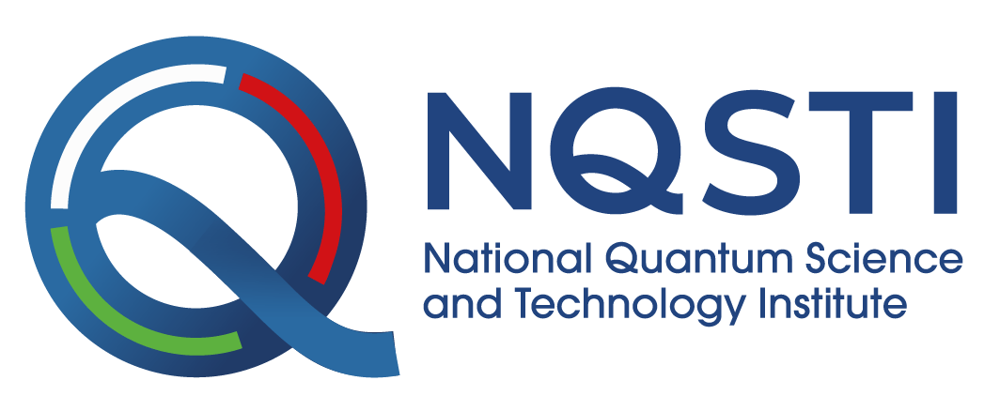 NQSTI
National Quantum Science
and Technology Institute